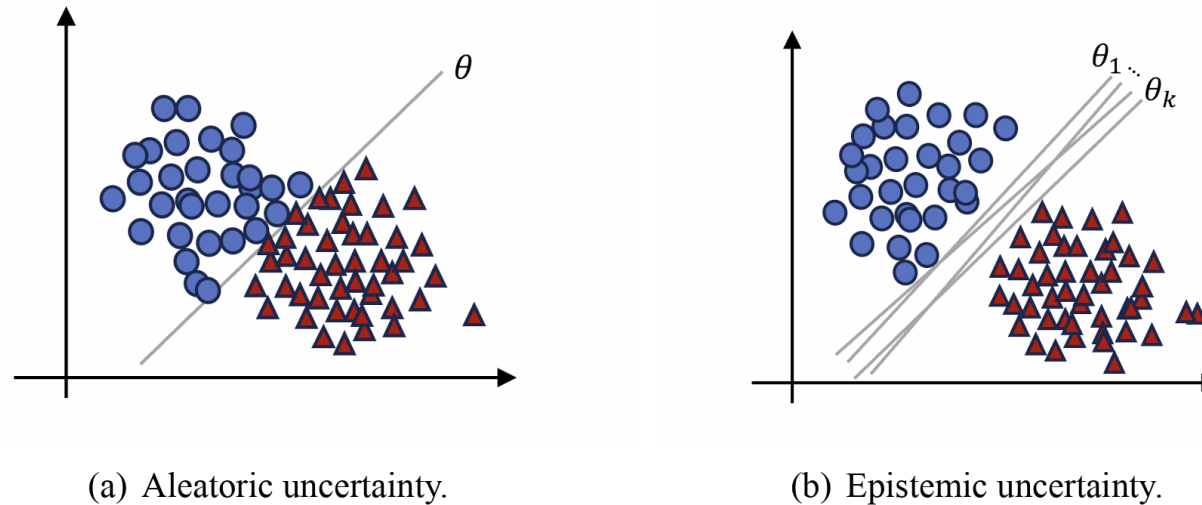 θ
θ₁ ...
θₖ
(a) Aleatoric uncertainty.
(b) Epistemic uncertainty.